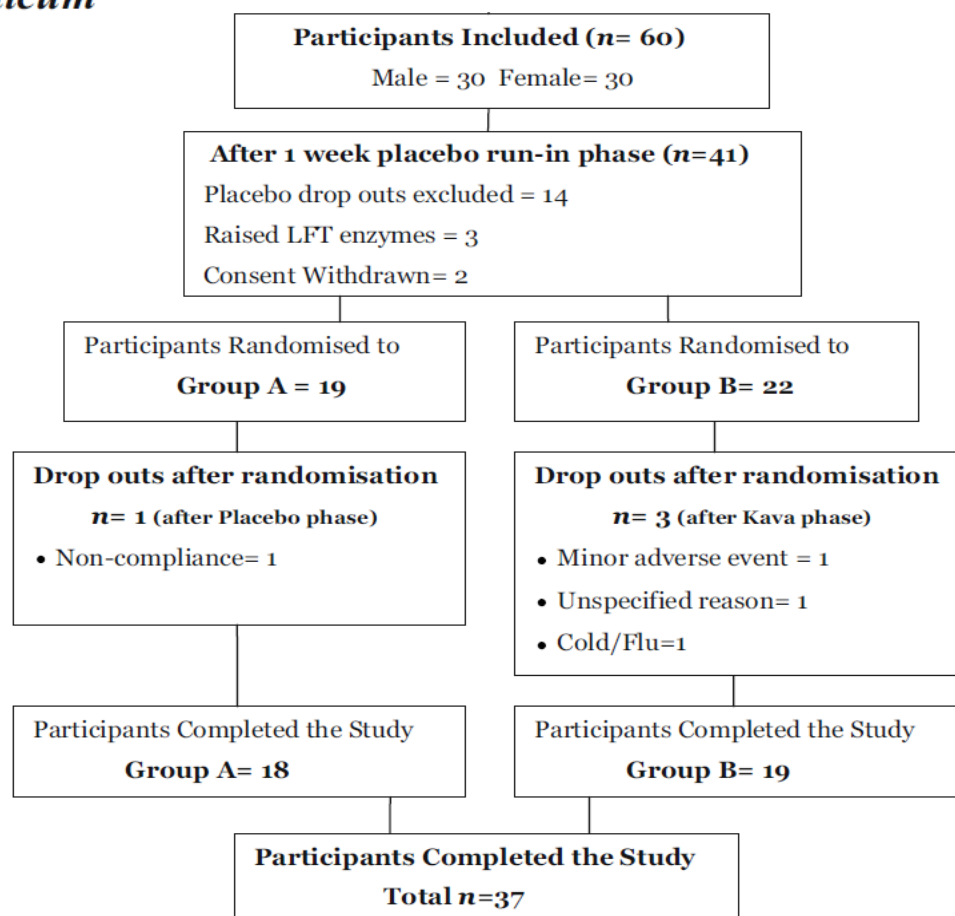 Participants Included (n= 60)
Male = 30 Female= 30
After 1 week placebo run-in phase (n=41)
Placebo drop outs excluded = 14
Raised LFT enzymes = 3
Consent Withdrawn= 2
Participants Randomised to
Group A = 19
Participants Randomised to
Group B= 22
Drop outs after randomisation
n= 1 (after Placebo phase)
• Non-compliance= 1
Drop outs after randomisation
n= 3 (after Kava phase)
• Minor adverse event = 1
• Unspecified reason= 1
• Cold/Flu=1
Participants Completed the Study
Group A= 18
Participants Completed the Study
Group B= 19
Participants Completed the Study
Total n=37